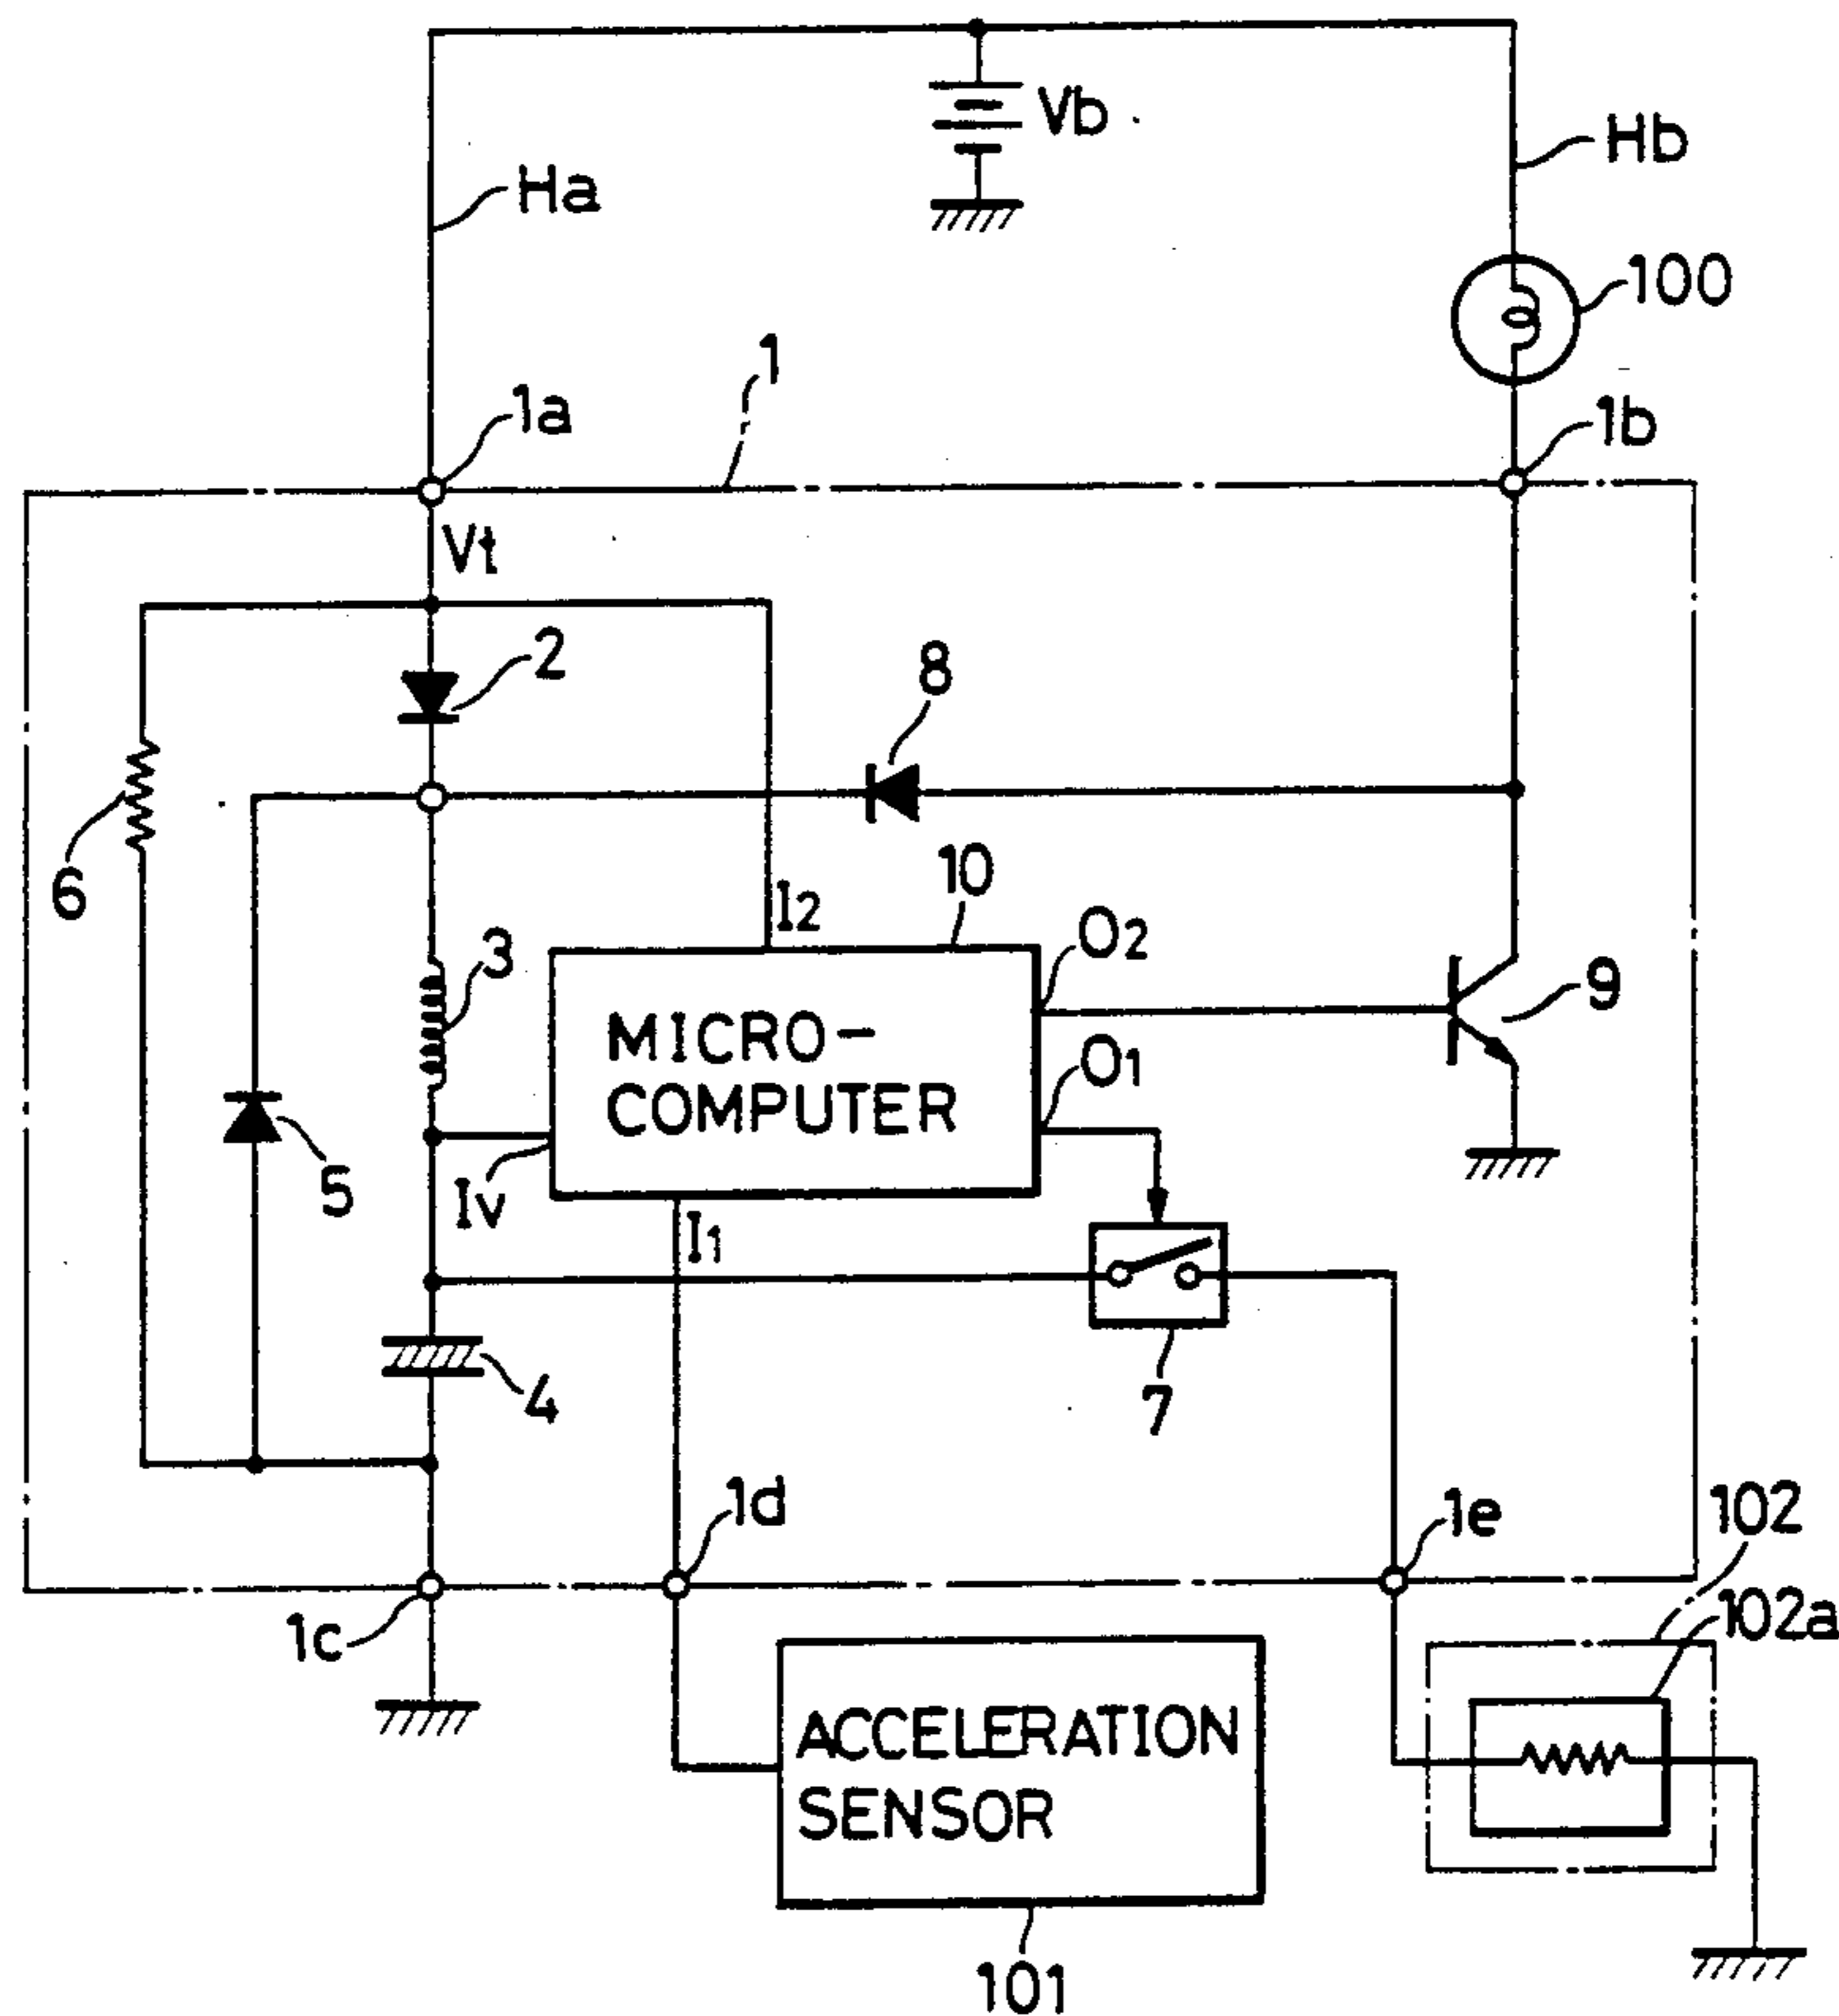 Vb
Ha
Hb
100
1
1a
1b
Vt
2
8
6
10
I2
O2
3
9
MICRO-
COMPUTER
O1
5
Iv
I1
4
7
1d
1e
102
1c
102a
ACCELERATION
SENSOR
101